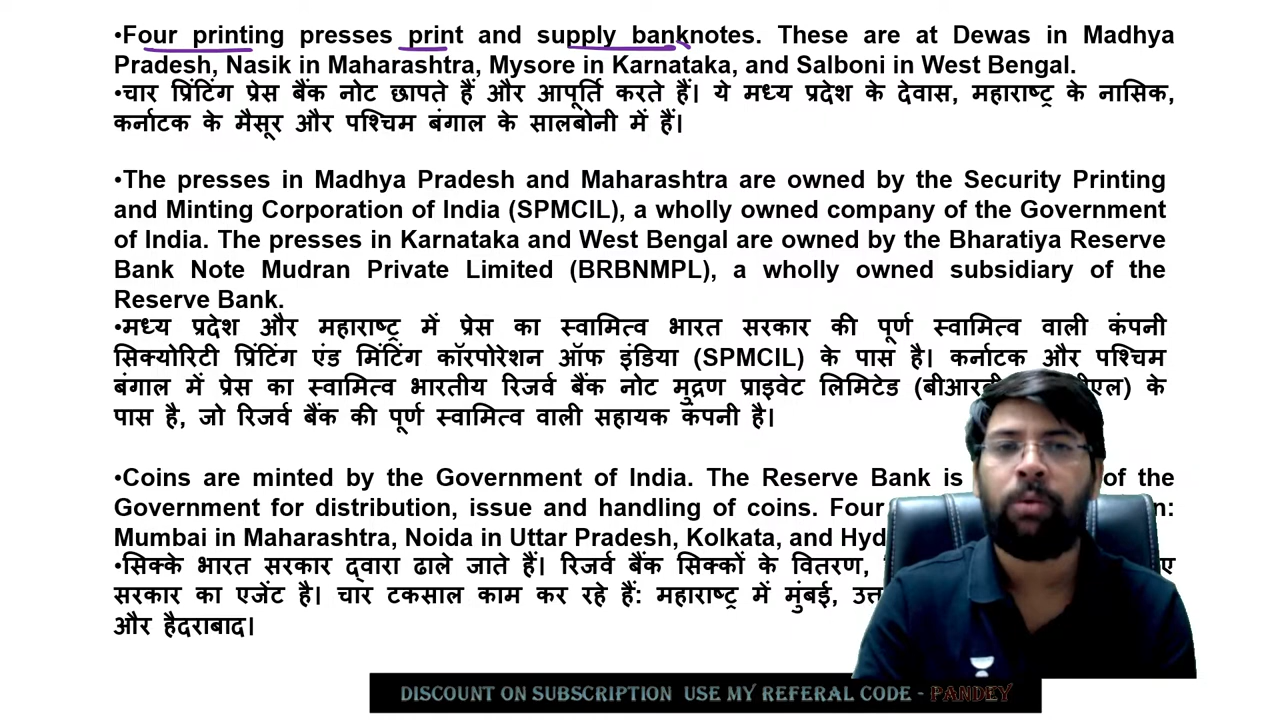 •Four printing presses print and supply banknotes. These are at Dewas in Madhya
Pradesh, Nasik in Maharashtra, Mysore in Karnataka, and Salboni in West Bengal.
•चार प्रिंटिंग प्रेस बैंक नोट छापते हैं और आपूर्ति करते हैं। ये मध्य प्रदेश के देवास, महाराष्ट्र के नासिक,
कर्नाटक के मैसूर और पश्चिम बंगाल के सालबोनी में हैं।
•The presses in Madhya Pradesh and Maharashtra are owned by the Security Printing
and Minting Corporation of India (SPMCIL), a wholly owned company of the Government
of India. The presses in Karnataka and West Bengal are owned by the Bharatiya Reserve
Bank Note Mudran Private Limited (BRBNMPL), a wholly owned subsidiary of the
Reserve Bank.
•मध्य प्रदेश और महाराष्ट्र में प्रेस का स्वामित्व भारत सरकार की पूर्ण स्वामित्व वाली कंपनी
सिक्योरिटी प्रिंटिंग एंड मिंटिंग कॉरपोरेशन ऑफ इंडिया (SPMCIL) के पास है। कर्नाटक और पश्चिम
बंगाल में प्रेस का स्वामित्व भारतीय रिजर्व बैंक नोट मुद्रण प्राइवेट लिमिटेड के
पास है, जो रिजर्व बैंक की पूर्ण स्वामित्व वाली सहायक कंपनी है।
•Coins are minted by the Government of India. The Reserve Bank is of the
Government for distribution, issue and handling of coins. Four
Mumbai in Maharashtra, Noida in Uttar Pradesh, Kolkata, and
•सिक्के भारत सरकार द्वारा ढाले जाते हैं। रिजर्व बैंक सिक्कों के वितरण,
सरकार का एजेंट है। चार टकसाल काम कर रहे हैं: महाराष्ट्र में मुंबई,
और हैदराबाद।
DISCOUNT ON SUBSCRIPTION USE MY REFERAL CODE - PANDEY